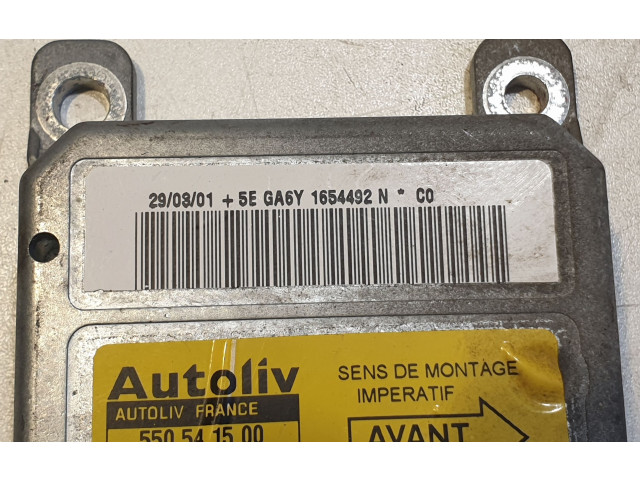 29/03/01 + 5E GA6Y 1654492 N * C0
Autoliv
AUTOLIV FRANCE
550 54 15 00
SENS DE MONTAGE
IMPERATIF
AVANT